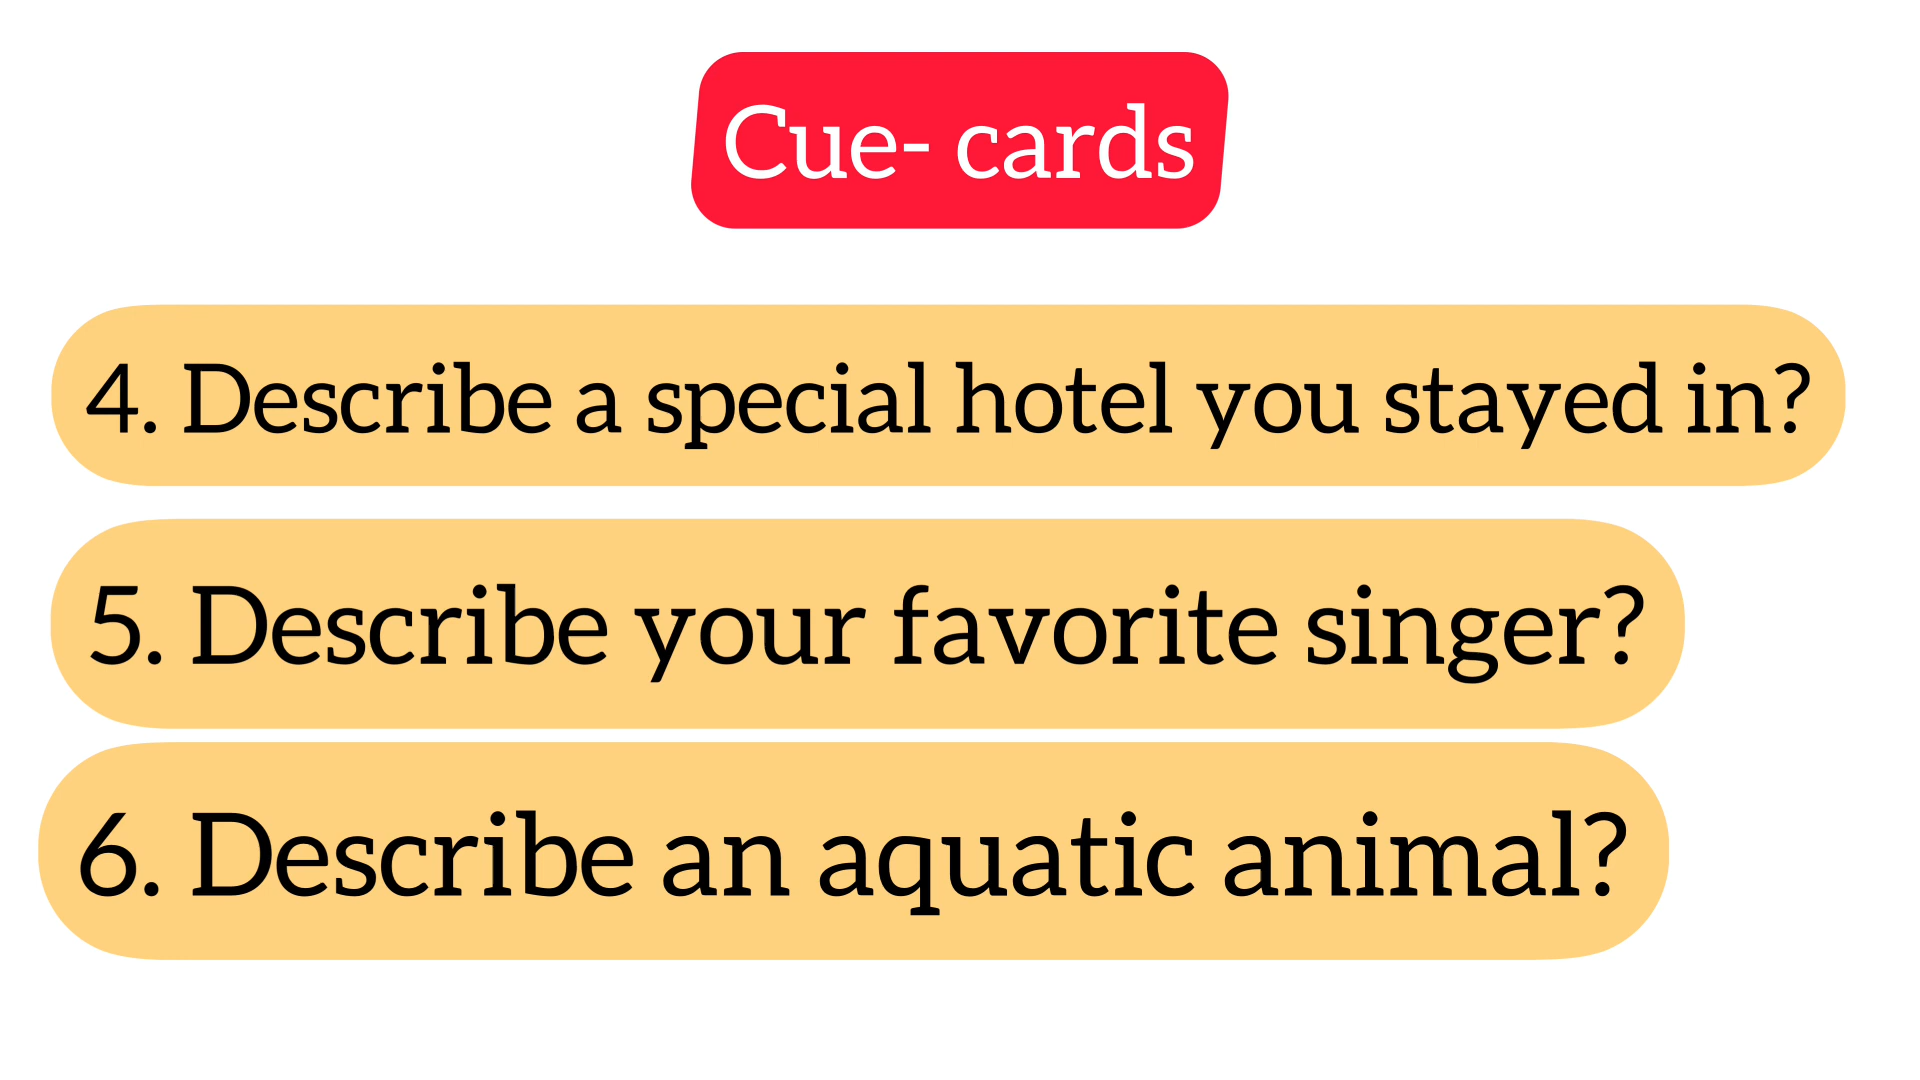 Cue- cards
4. Describe a special hotel you stayed in?
5. Describe your favorite singer?
6. Describe an aquatic animal?